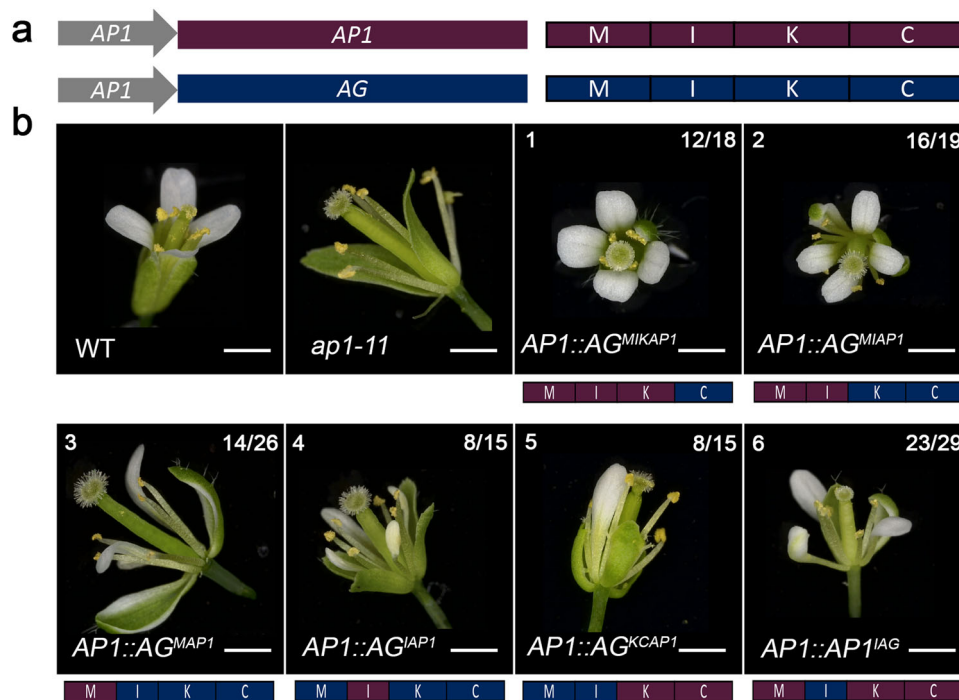 a
AP1 AP1 M I K C
AP1 AG M I K C
b
1 12/18 2 16/19
WT ap1-11 AP1::AG^MIKAP1 AP1::AG^MIAP1
M I K C M I K C
3 14/26 4 8/15 5 8/15 6 23/29
AP1::AG^MAP1 AP1::AG^IAP1 AP1::AG^KCAP1 AP1::AP1^IAG
M I K C M I K C M I K C M I K C